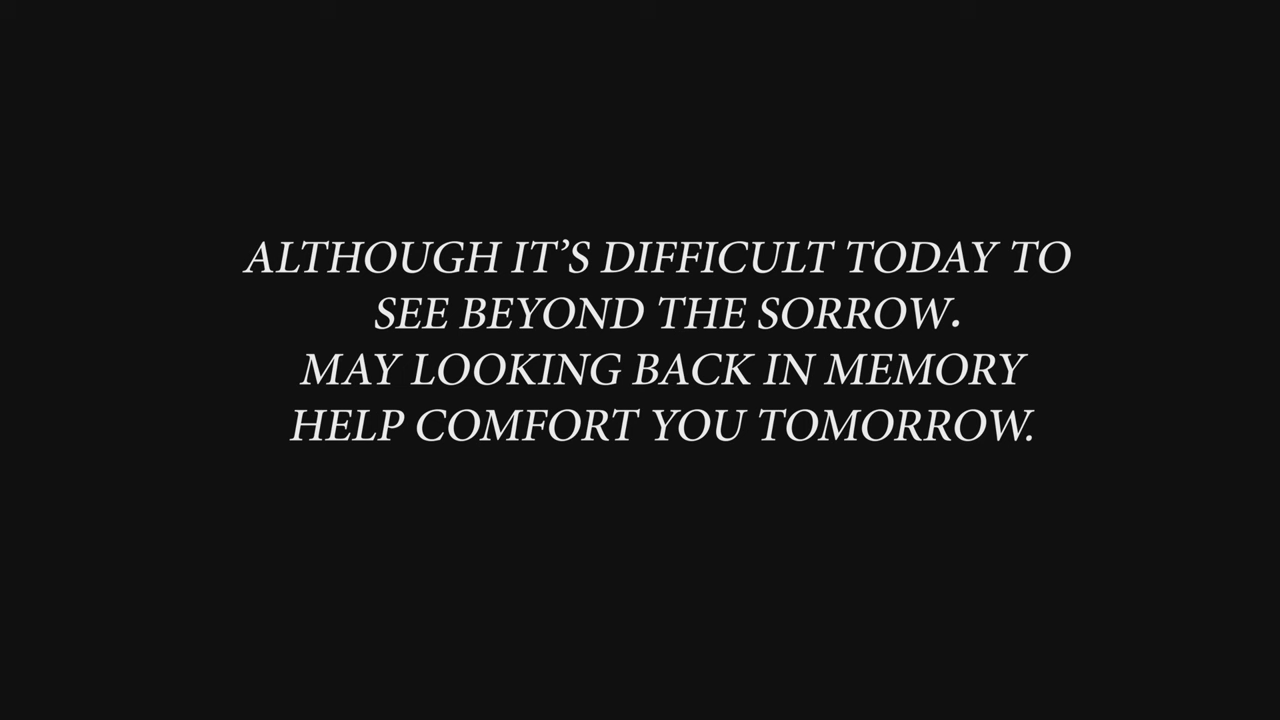 ALTHOUGH IT’S DIFFICULT TODAY TO
SEE BEYOND THE SORROW.
MAY LOOKING BACK IN MEMORY
HELP COMFORT YOU TOMORROW.